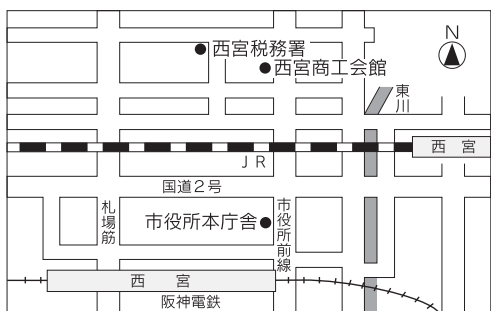 西宮税務署
N
西宮商工会館
東川
西宮
JR
国道2号
札場筋
市役所本庁舎
市役所前線
西宮
阪神電鉄